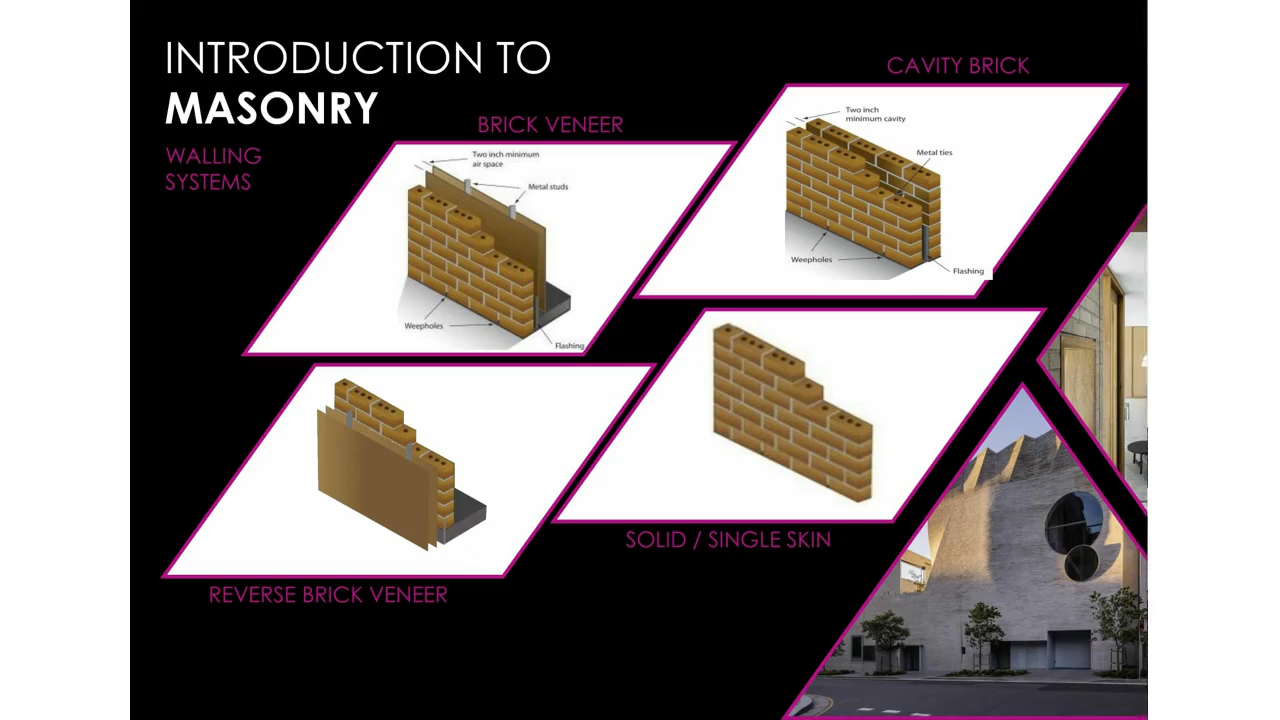 INTRODUCTION TO
MASONRY
WALLING
SYSTEMS
BRICK VENEER
Two inch minimum
air space
Metal studs
Weepholes
Flashing
CAVITY BRICK
Two inch
minimum cavity
Metal ties
Weepholes
Flashing
REVERSE BRICK VENEER
SOLID / SINGLE SKIN